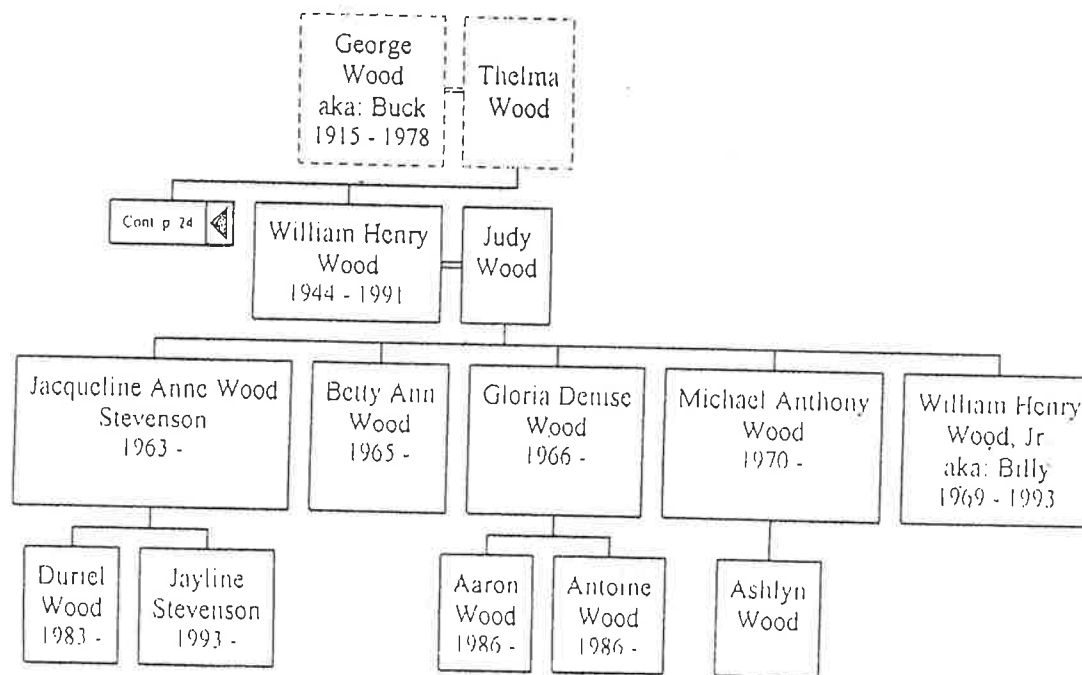 George
Wood
aka: Buck
1915 - 1978
Thelma
Wood
Cont p 24
William Henry
Wood
1944 - 1991
Judy
Wood
Jacqueline Anne Wood
Stevenson
1963 -
Betty Ann
Wood
1965 -
Gloria Denise
Wood
1966 -
Michael Anthony
Wood
1970 -
William Henry
Wood, Jr
aka: Billy
1969 - 1993
Duriel
Wood
1983 -
Jayline
Stevenson
1993 -
Aaron
Wood
1986 -
Antoine
Wood
1986 -
Ashlyn
Wood